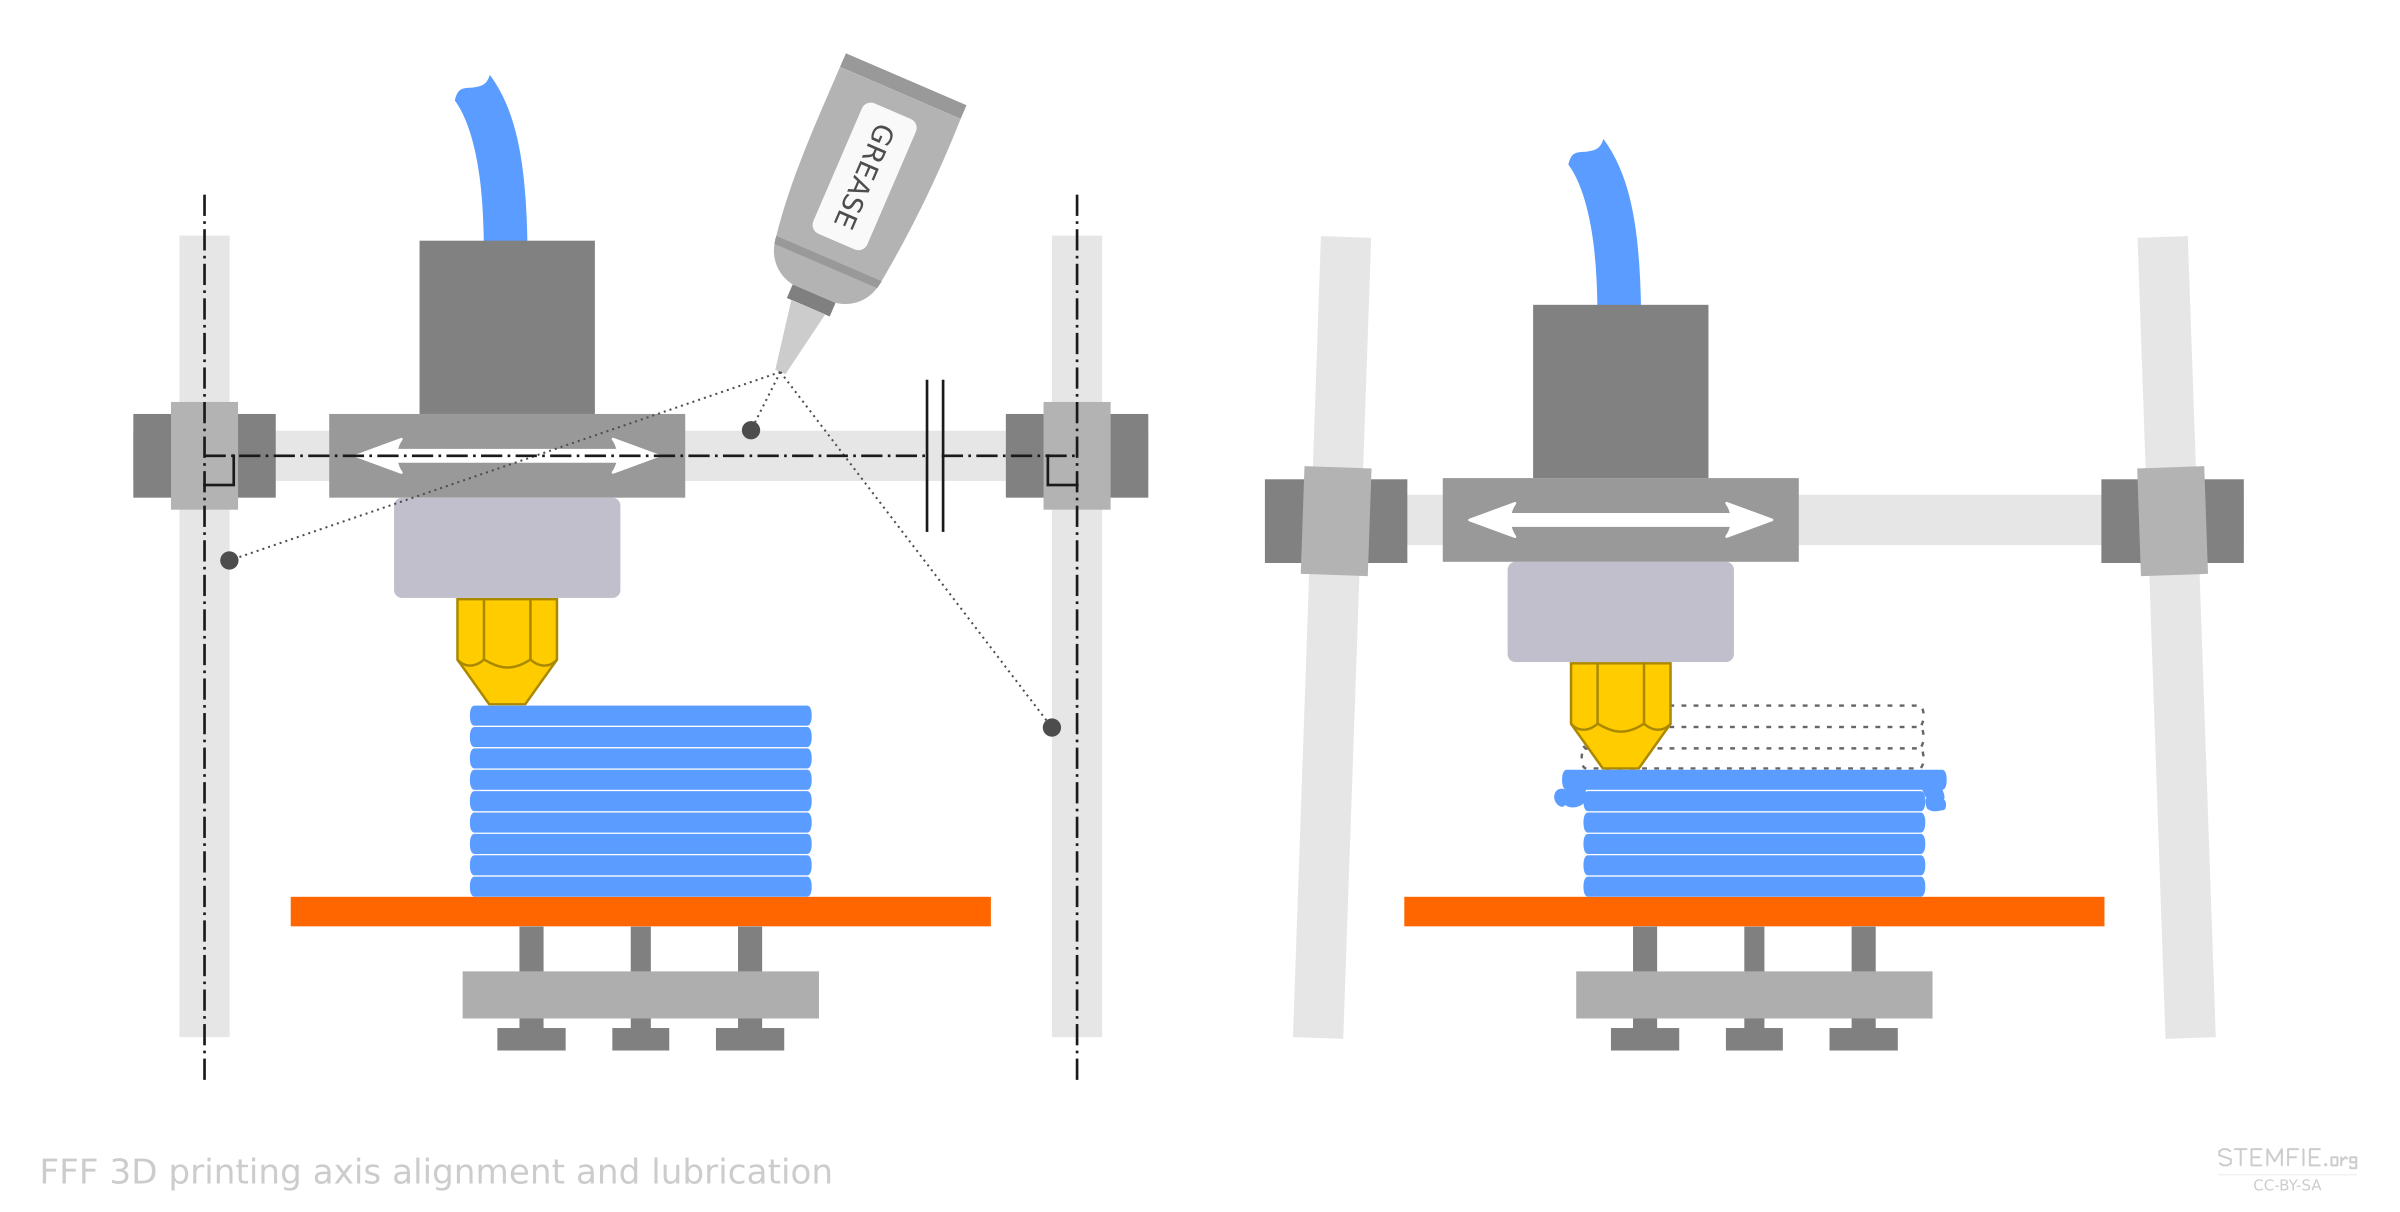 GREASE
FFF 3D printing axis alignment and lubrication
STEMFIE.org
CC-BY-SA